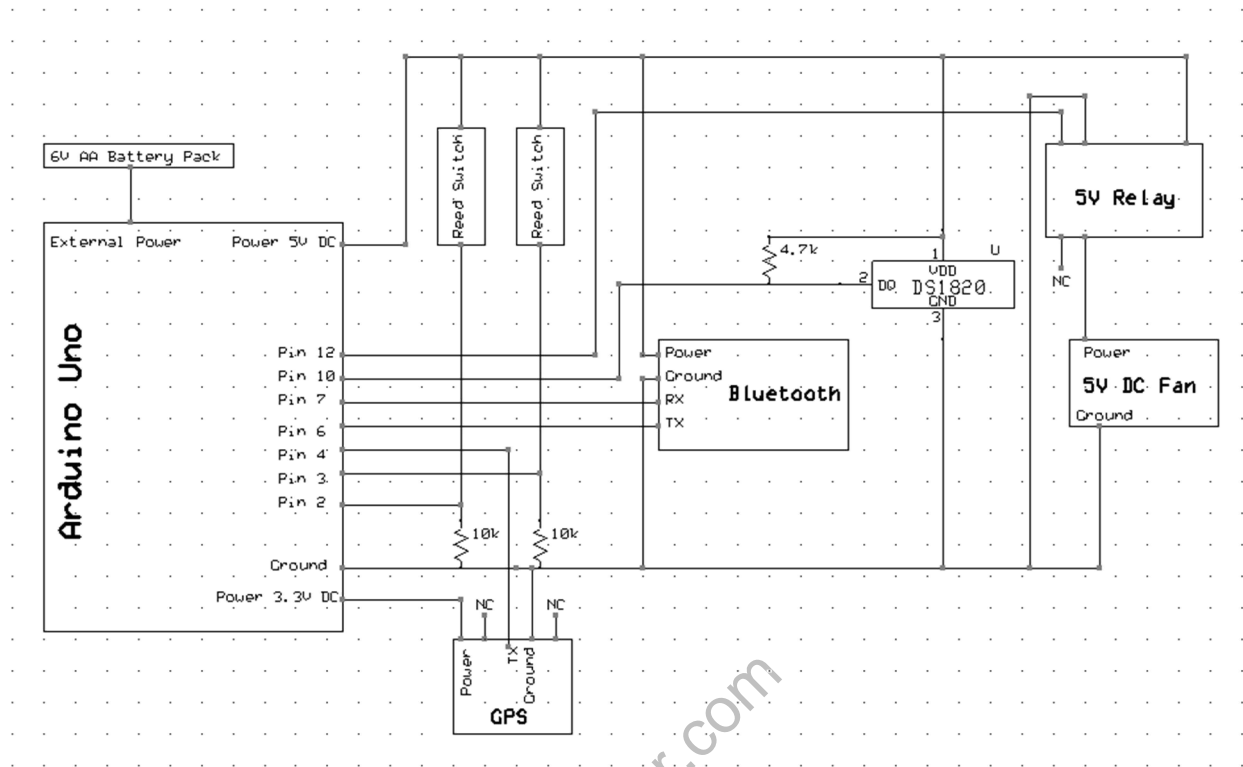 6V AA Battery Pack
External Power
Power 5V DC
Arduino Uno
Pin 12
Pin 10
Pin 7
Pin 6
Pin 4
Pin 3
Pin 2
Ground
Power 3.3V DC
Reed Switch
Reed Switch
10k
10k
NC
NC
Power
TX
Ground
GPS
4.7k
1
U
2
VDD
DQ
DS1820
GND
3
Power
Ground
RX
TX
Bluetooth
5V Relay
NC
Power
5V DC Fan
Ground
r.com